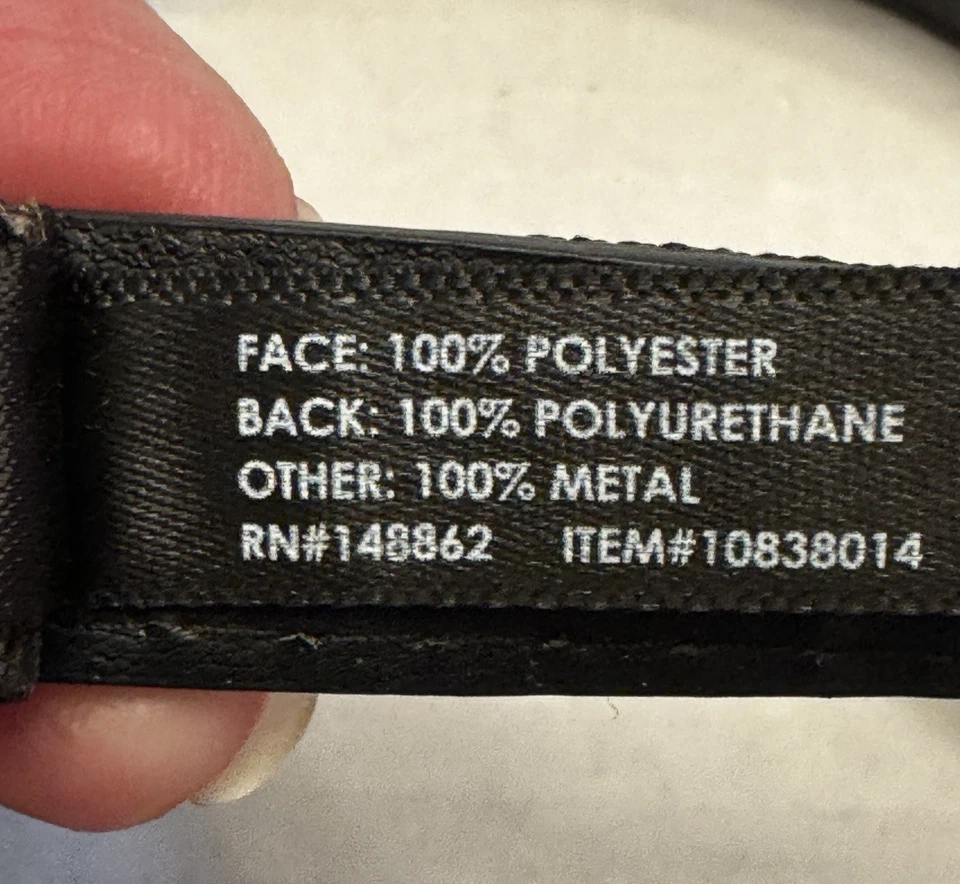 FACE: 100% POLYESTER
BACK: 100% POLYURETHANE
OTHER: 100% METAL
RN#148862 ITEM#10838014